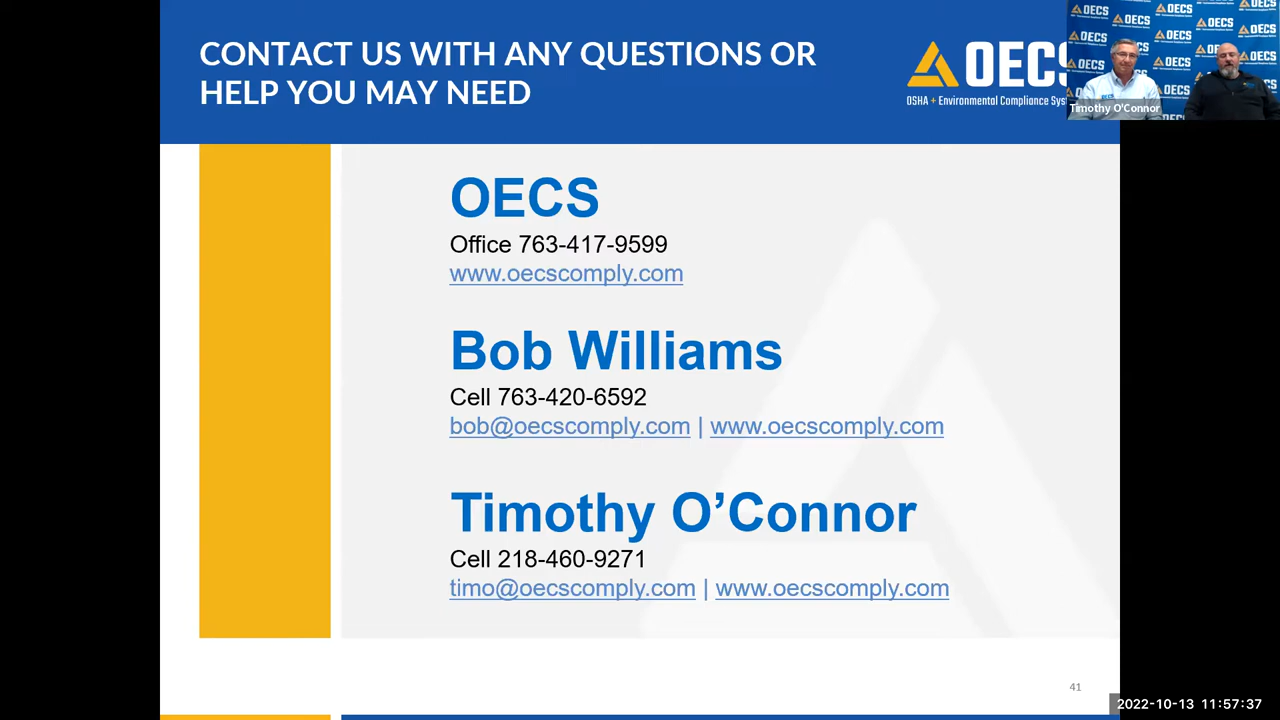 CONTACT US WITH ANY QUESTIONS OR
HELP YOU MAY NEED
OECS
OSHA + Environmental Compliance Sys
Timothy O'Connor
OECS
Office 763-417-9599
www.oecscomply.com
Bob Williams
Cell 763-420-6592
bob@oecscomply.com | www.oecscomply.com
Timothy O’Connor
Cell 218-460-9271
timo@oecscomply.com | www.oecscomply.com
41
2022-10-13 11:57:37